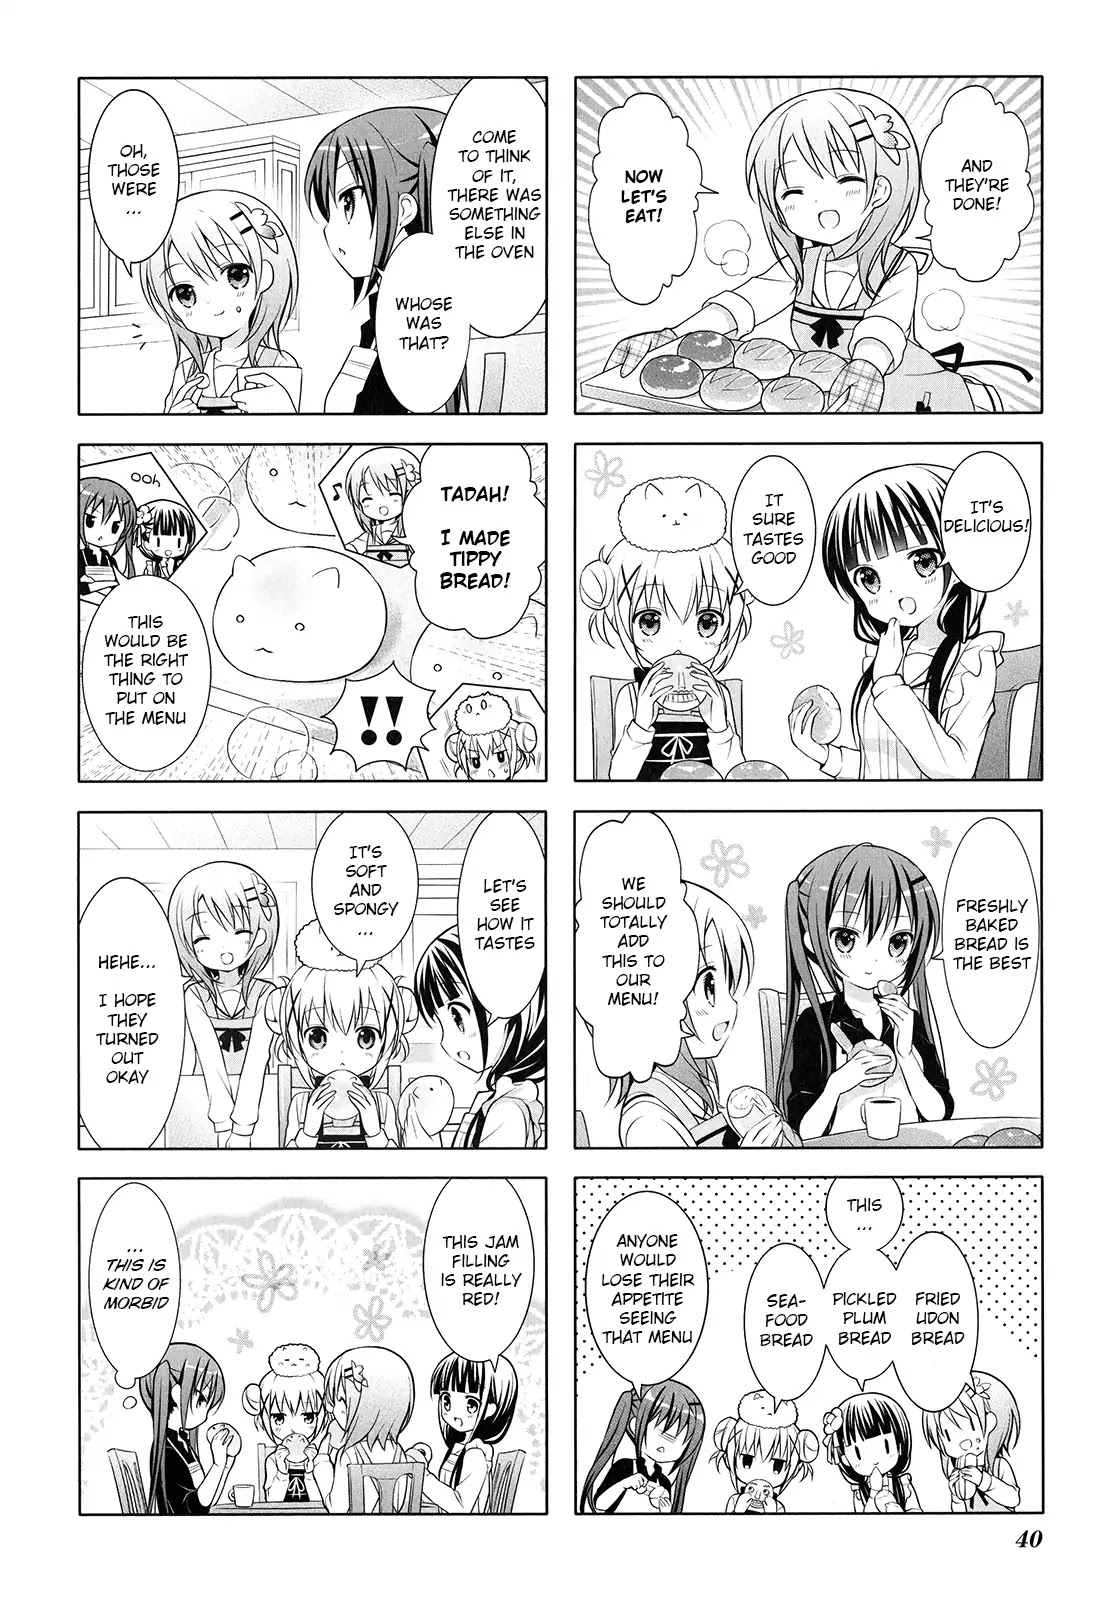 AND
THEY'RE
DONE!
NOW
LET'S
EAT!
IT'S
DELICIOUS!
IT
SURE
TASTES
GOOD
FRESHLY
BAKED
BREAD IS
THE BEST
WE
SHOULD
TOTALLY
ADD
THIS TO
OUR
MENU!
THIS
...
FRIED
UDON
BREAD
PICKLED
PLUM
BREAD
SEA-
FOOD
BREAD
ANYONE
WOULD
LOSE THEIR
APPETITE
SEEING
THAT MENU
COME
TO THINK
OF IT,
THERE WAS
SOMETHING
ELSE IN
THE OVEN
WHOSE
WAS
THAT?
OH,
THOSE
WERE
...
TADAH!
I MADE
TIPPY
BREAD!
♪
OOH
!!
THIS
WOULD BE
THE RIGHT
THING TO
PUT ON
THE MENU
LET'S
SEE
HOW IT
TASTES
IT'S
SOFT
AND
SPONGY
...
HEHE...
I HOPE
THEY
TURNED
OUT
OKAY
THIS JAM
FILLING
IS REALLY
RED!
...
THIS IS
KIND OF
MORBID
40